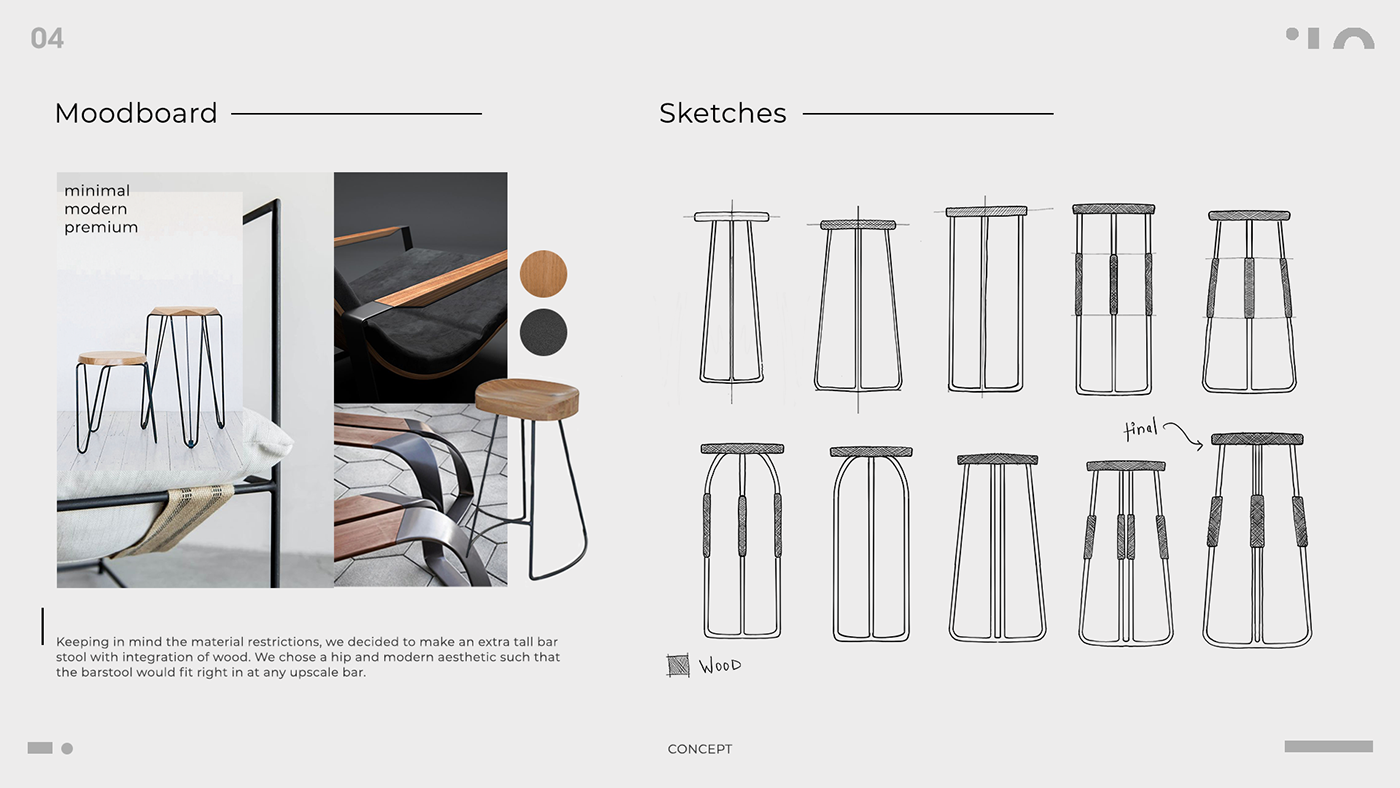 04
Moodboard
minimal
modern
premium
Keeping in mind the material restrictions, we decided to make an extra tall bar
stool with integration of wood. We chose a hip and modern aesthetic such that
the barstool would fit right in at any upscale bar.
Sketches
final
WOOD
CONCEPT